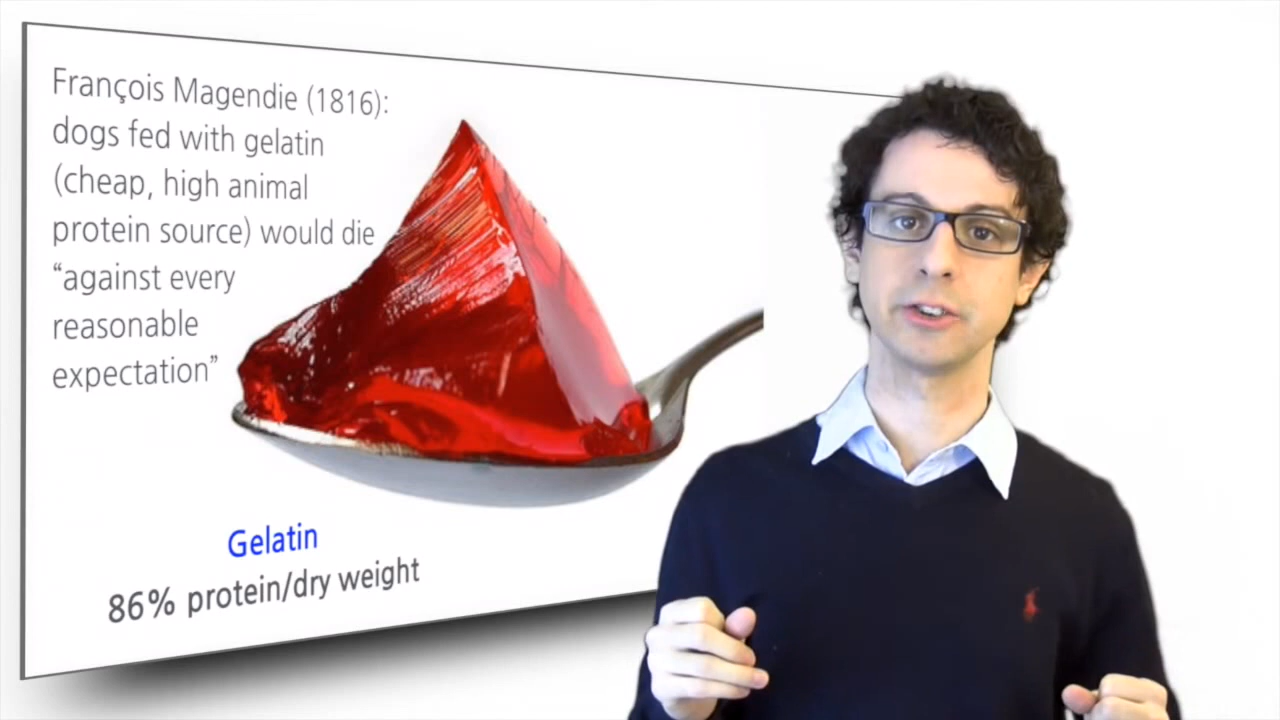 François Magendie (1816):
dogs fed with gelatin
(cheap, high animal
protein source) would die
“against every
reasonable
expectation”
Gelatin
86% protein/dry weight